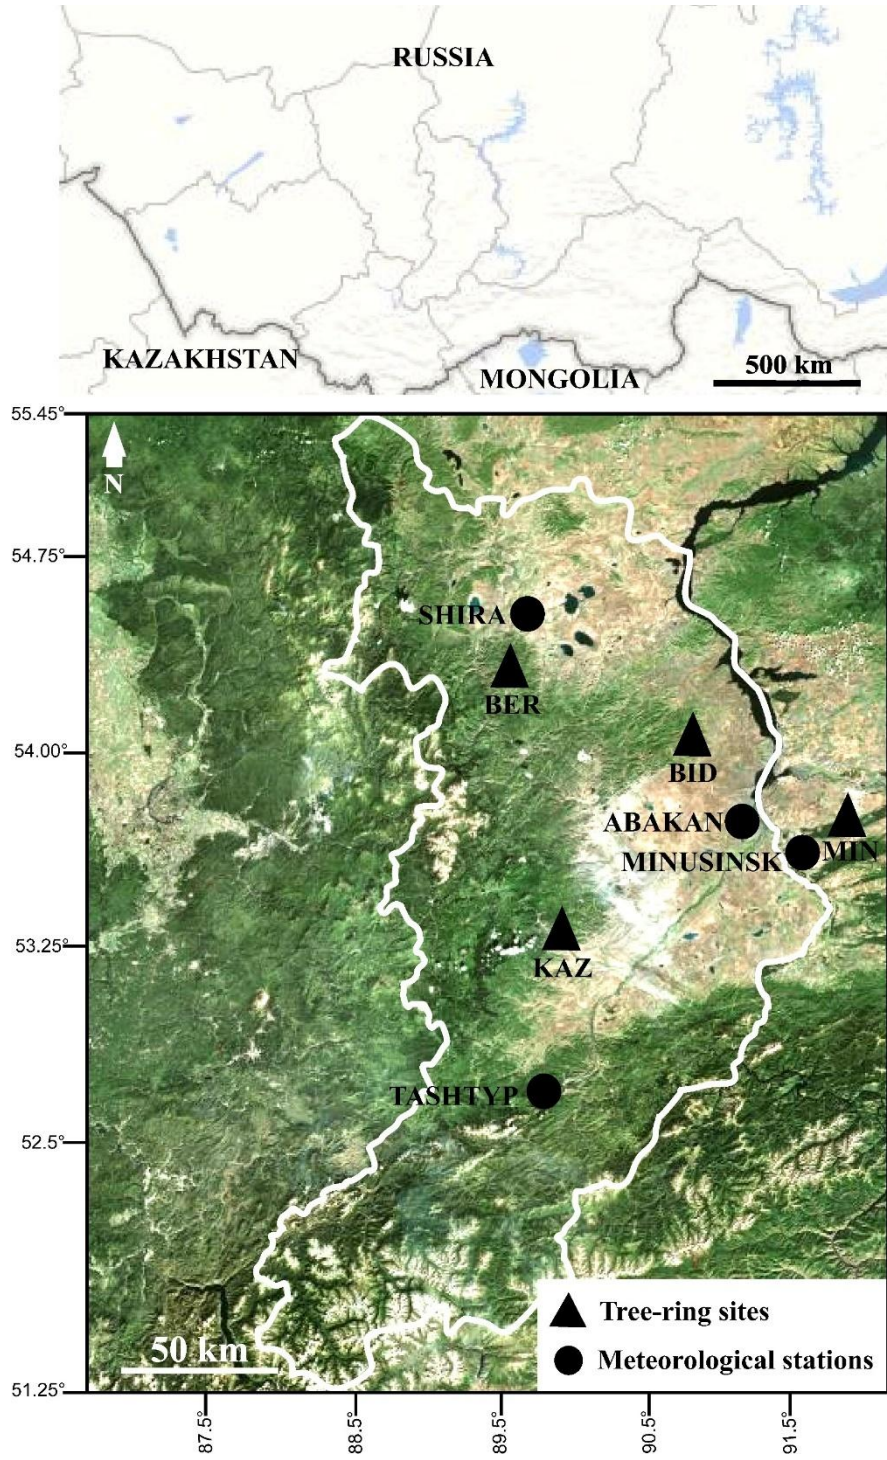 RUSSIA
KAZAKHSTAN
MONGOLIA
500 km
55.45°
N
54.75°
SHIRA
BER
54.00°
BID
ABAKAN
MINUSINSK
MIN
53.25°
KAZ
TASHTYP
52.5°
Tree-ring sites
50 km
Meteorological stations
51.25°
87.5°
88.5°
89.5°
90.5°
91.5°